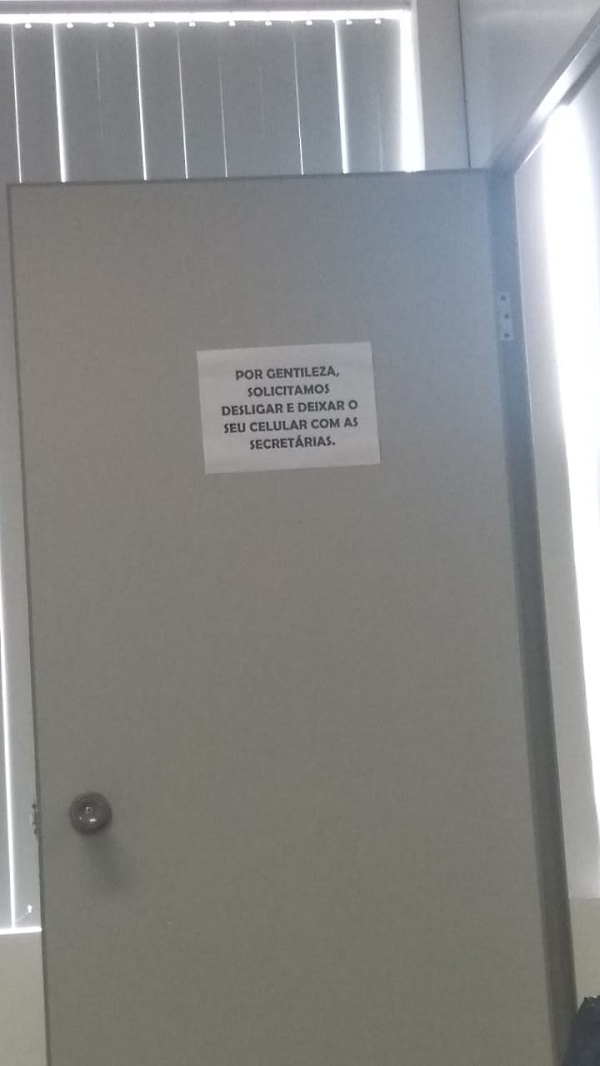 POR GENTILEZA,
SOLICITAMOS
DESLIGAR E DEIXAR O
SEU CELULAR COM AS
SECRETÁRIAS.